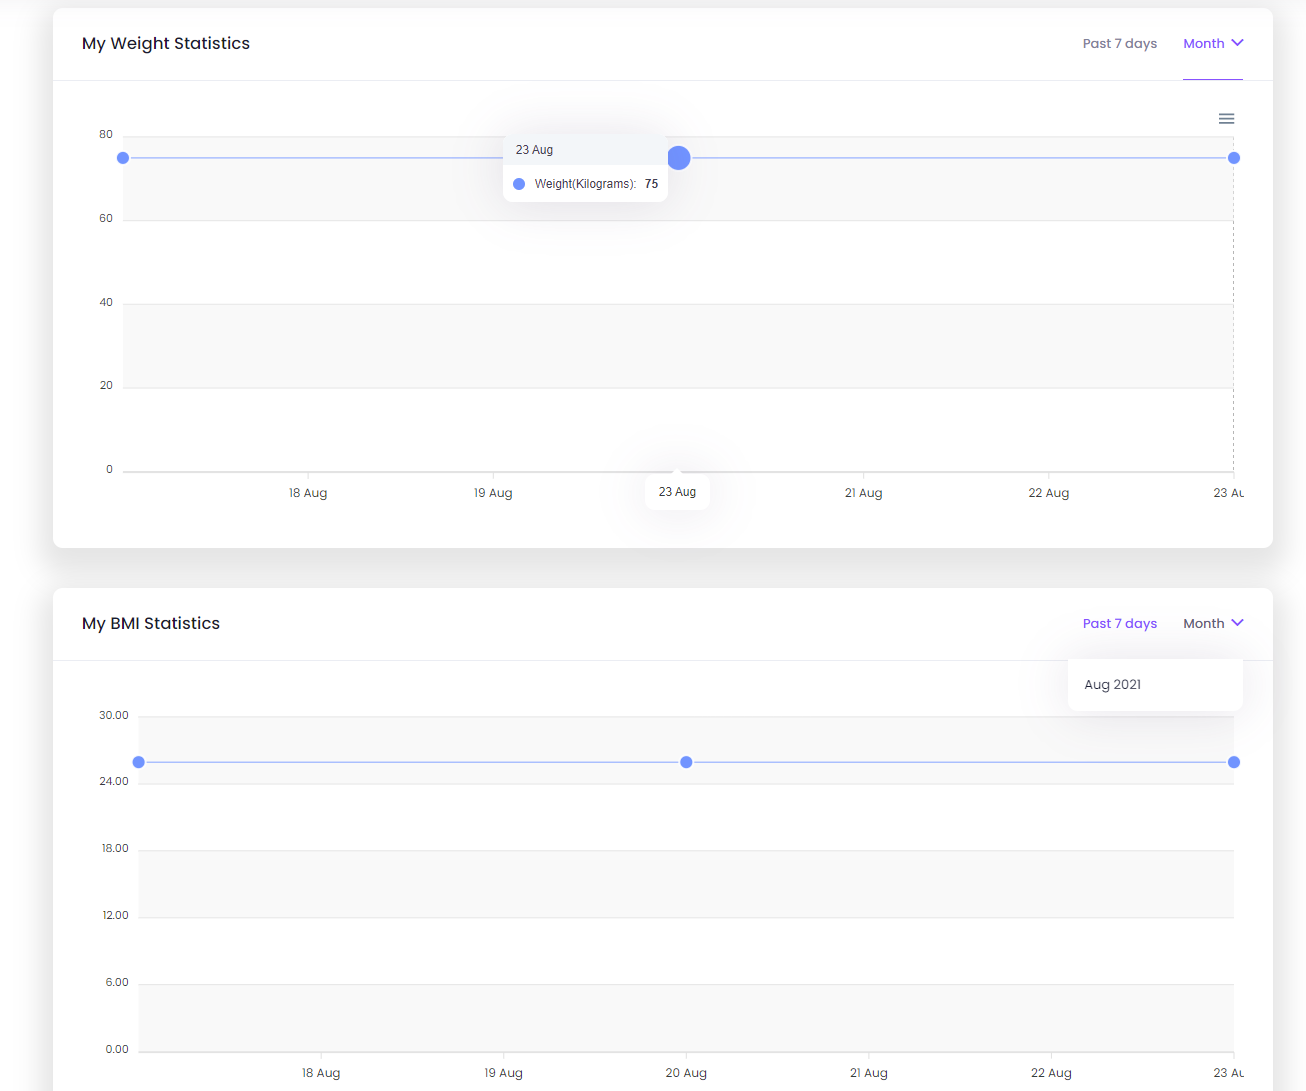 My Weight Statistics
Past 7 days Month
80
23 Aug
Weight(Kilograms): 75
60
40
20
0
18 Aug 19 Aug 23 Aug 21 Aug 22 Aug 23 Au
My BMI Statistics
Past 7 days Month
Aug 2021
30.00
24.00
18.00
12.00
6.00
0.00
18 Aug 19 Aug 20 Aug 21 Aug 22 Aug 23 Au